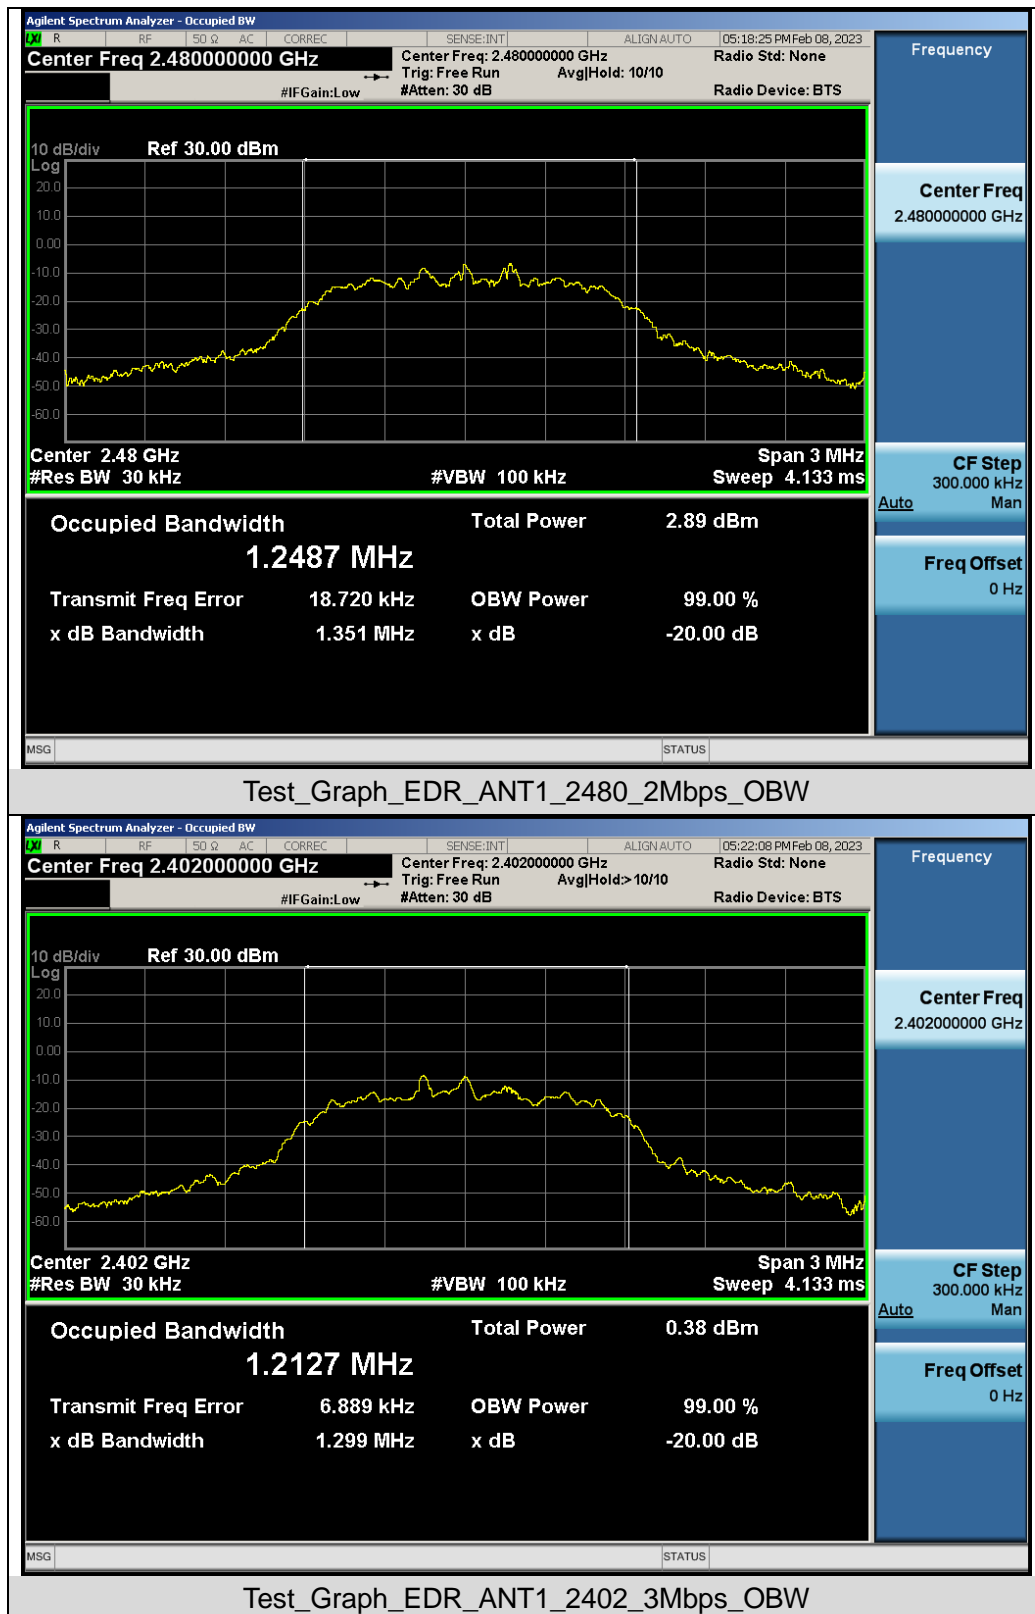 Agilent Spectrum Analyzer - Occupied BW
LXI R RF 50 Ω AC CORREC SENSE:INT ALIGN AUTO 05:18:25 PM Feb 08, 2023
Center Freq 2.480000000 GHz
Center Freq: 2.480000000 GHz
Radio Std: None
Trig: Free Run Avg|Hold: 10/10
#IFGain:Low #Atten: 30 dB Radio Device: BTS
Frequency
10 dB/div Ref 30.00 dBm
Log
20.0
10.0
0.00
-10.0
-20.0
-30.0
-40.0
-50.0
-60.0
Center 2.48 GHz Span 3 MHz
#Res BW 30 kHz #VBW 100 kHz Sweep 4.133 ms
Center Freq
2.480000000 GHz
CF Step
300.000 kHz
Auto Man
Freq Offset
0 Hz
Occupied Bandwidth Total Power 2.89 dBm
1.2487 MHz
Transmit Freq Error 18.720 kHz OBW Power 99.00 %
x dB Bandwidth 1.351 MHz x dB -20.00 dB
MSG STATUS
Test_Graph_EDR_ANT1_2480_2Mbps_OBW
Agilent Spectrum Analyzer - Occupied BW
LXI R RF 50 Ω AC CORREC SENSE:INT ALIGN AUTO 05:22:08 PM Feb 08, 2023
Center Freq 2.402000000 GHz
Center Freq: 2.402000000 GHz
Radio Std: None
Trig: Free Run Avg|Hold:> 10/10
#IFGain:Low #Atten: 30 dB Radio Device: BTS
Frequency
10 dB/div Ref 30.00 dBm
Log
20.0
10.0
0.00
-10.0
-20.0
-30.0
-40.0
-50.0
-60.0
Center 2.402 GHz Span 3 MHz
#Res BW 30 kHz #VBW 100 kHz Sweep 4.133 ms
Center Freq
2.402000000 GHz
CF Step
300.000 kHz
Auto Man
Freq Offset
0 Hz
Occupied Bandwidth Total Power 0.38 dBm
1.2127 MHz
Transmit Freq Error 6.889 kHz OBW Power 99.00 %
x dB Bandwidth 1.299 MHz x dB -20.00 dB
MSG STATUS
Test_Graph_EDR_ANT1_2402_3Mbps_OBW